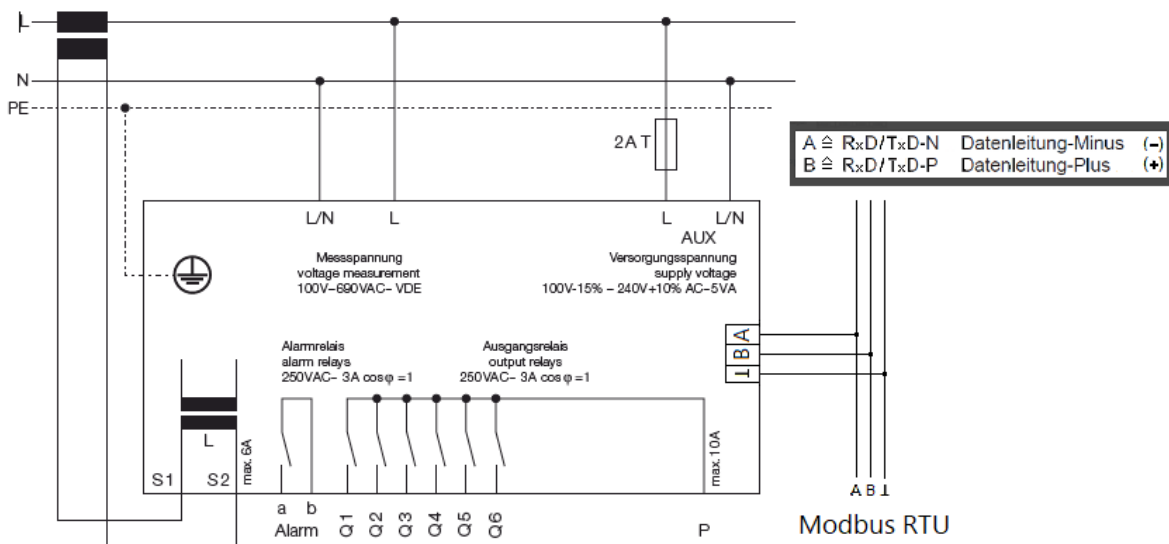 L
N
PE
2A T
A ≙ RxD/TxD-N Datenleitung-Minus (-)
B ≙ RxD/TxD-P Datenleitung-Plus (+)
L/N L L L/N
AUX
Messspannung
voltage measurement
100V-690VAC- VDE
Versorgungsspannung
supply voltage
100V-15% - 240V+10% AC-5VA
A
B
⊥
Alarmrelais
alarm relays
250VAC- 3A cos φ =1
Ausgangsrelais
output relays
250VAC- 3A cos φ =1
L
max. 6A
max. 10A
S1 S2
a b
Alarm
Q1 Q2 Q3 Q4 Q5 Q6
P
A B ⊥
Modbus RTU